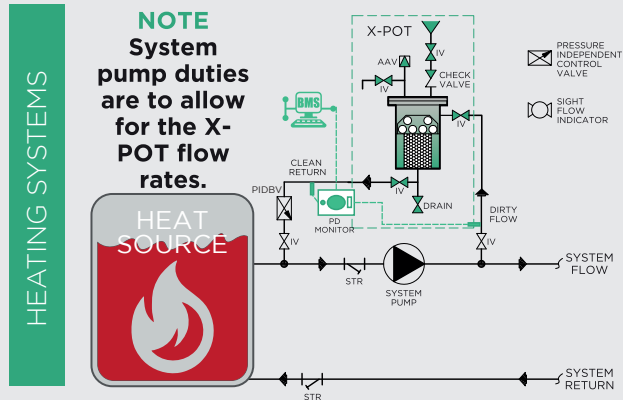 HEATING SYSTEMS
NOTE
System
pump duties
are to allow
for the X-
POT flow
rates.
X-POT
AAV
IV
IV
CHECK
VALVE
IV
BMS
CLEAN
RETURN
PIDBV
IV
DRAIN
PD
MONITOR
DIRTY
FLOW
IV
IV
HEAT
SOURCE
STR
SYSTEM
PUMP
SYSTEM
FLOW
STR
SYSTEM
RETURN
PRESSURE
INDEPENDENT
CONTROL
VALVE
SIGHT
FLOW
INDICATOR